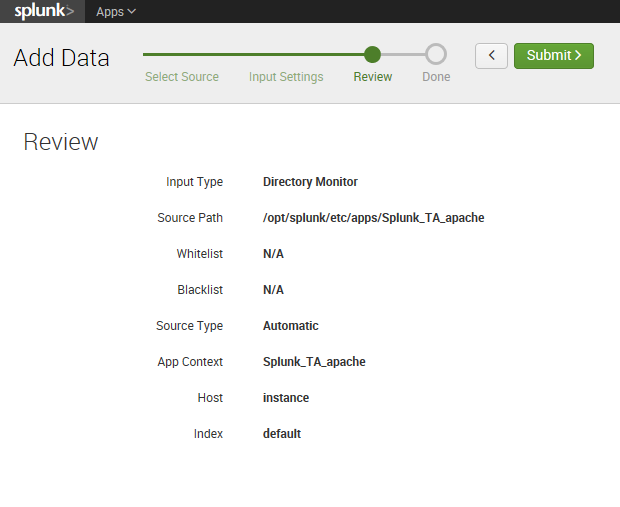 splunk> Apps
Add Data
Select Source Input Settings Review Done
< Submit >
Review
Input Type Directory Monitor
Source Path /opt/splunk/etc/apps/Splunk_TA_apache
Whitelist N/A
Blacklist N/A
Source Type Automatic
App Context Splunk_TA_apache
Host instance
Index default